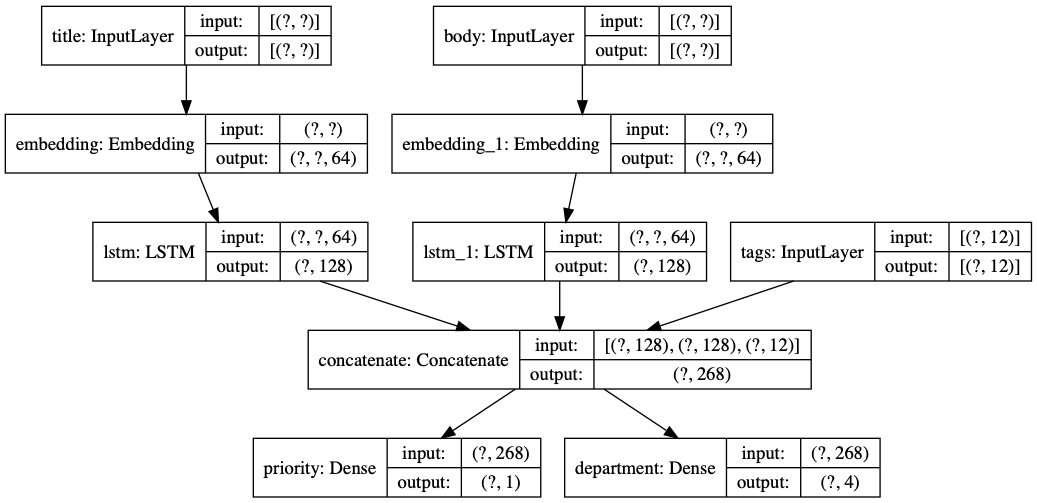 title: InputLayer
input: [(?, ?)]
output: [(?, ?)]
body: InputLayer
input: [(?, ?)]
output: [(?, ?)]
embedding: Embedding
input: (?, ?)
output: (?, ?, 64)
embedding_1: Embedding
input: (?, ?)
output: (?, ?, 64)
lstm: LSTM
input: (?, ?, 64)
output: (?, 128)
lstm_1: LSTM
input: (?, ?, 64)
output: (?, 128)
tags: InputLayer
input: [(?, 12)]
output: [(?, 12)]
concatenate: Concatenate
input: [(?, 128), (?, 128), (?, 12)]
output: (?, 268)
priority: Dense
input: (?, 268)
output: (?, 1)
department: Dense
input: (?, 268)
output: (?, 4)